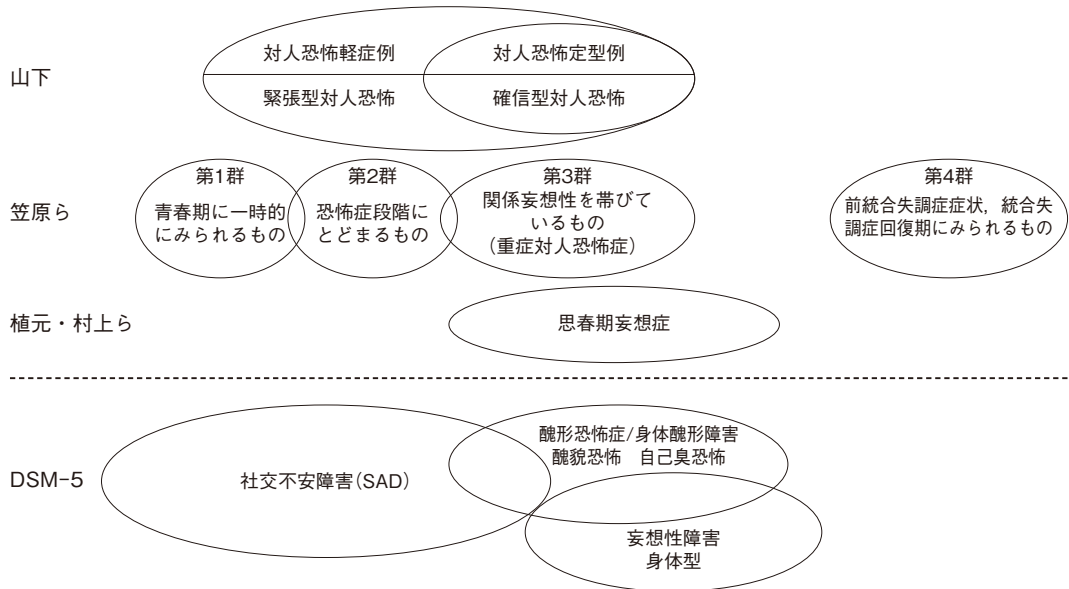 山下
対人恐怖軽症例
対人恐怖定型例
緊張型対人恐怖
確信型対人恐怖
笠原ら
第1群
青春期に一時的
にみられるもの
第2群
恐怖症段階に
とどまるもの
第3群
関係妄想性を帯びて
いるもの
(重症対人恐怖症)
第4群
前統合失調症症状，統合失
調症回復期にみられるもの
植元・村上ら
思春期妄想症
DSM-5
社交不安障害(SAD)
醜形恐怖症/身体醜形障害
醜貌恐怖　自己臭恐怖
妄想性障害
身体型